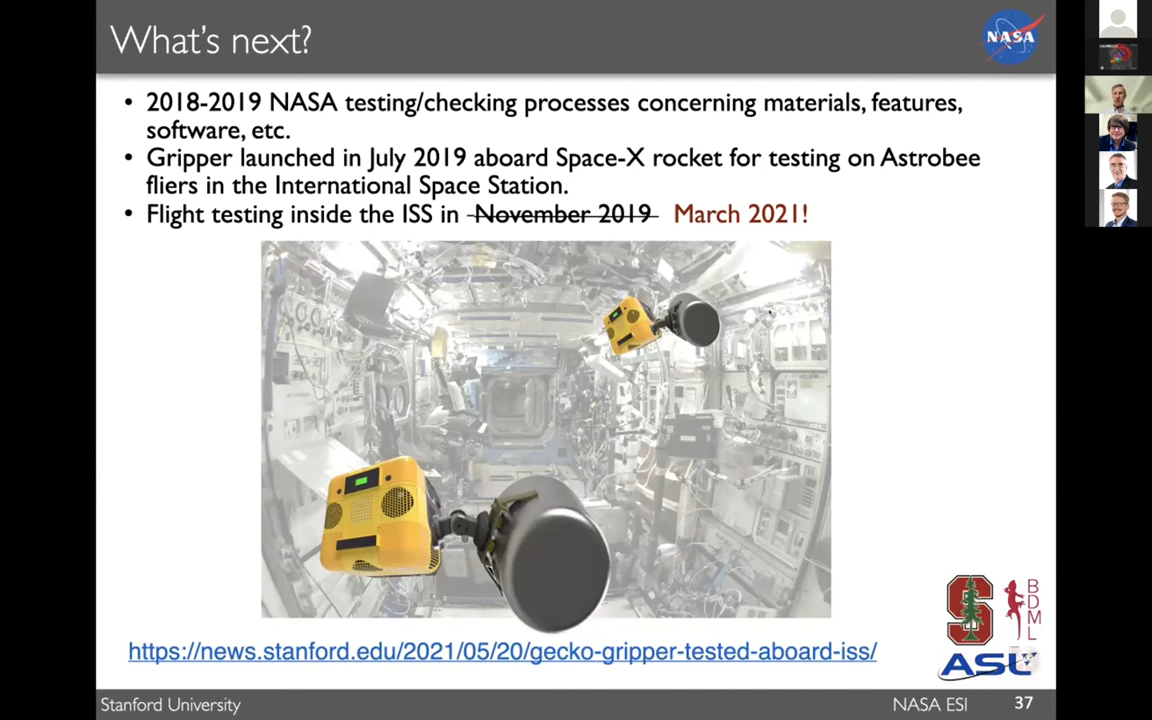 What's next?
NASA
• 2018-2019 NASA testing/checking processes concerning materials, features,
software, etc.
• Gripper launched in July 2019 aboard Space-X rocket for testing on Astrobee
fliers in the International Space Station.
• Flight testing inside the ISS in November 2019 March 2021!
https://news.stanford.edu/2021/05/20/gecko-gripper-tested-aboard-iss/
S
BDML
ASL
Stanford University
NASA ESI
37